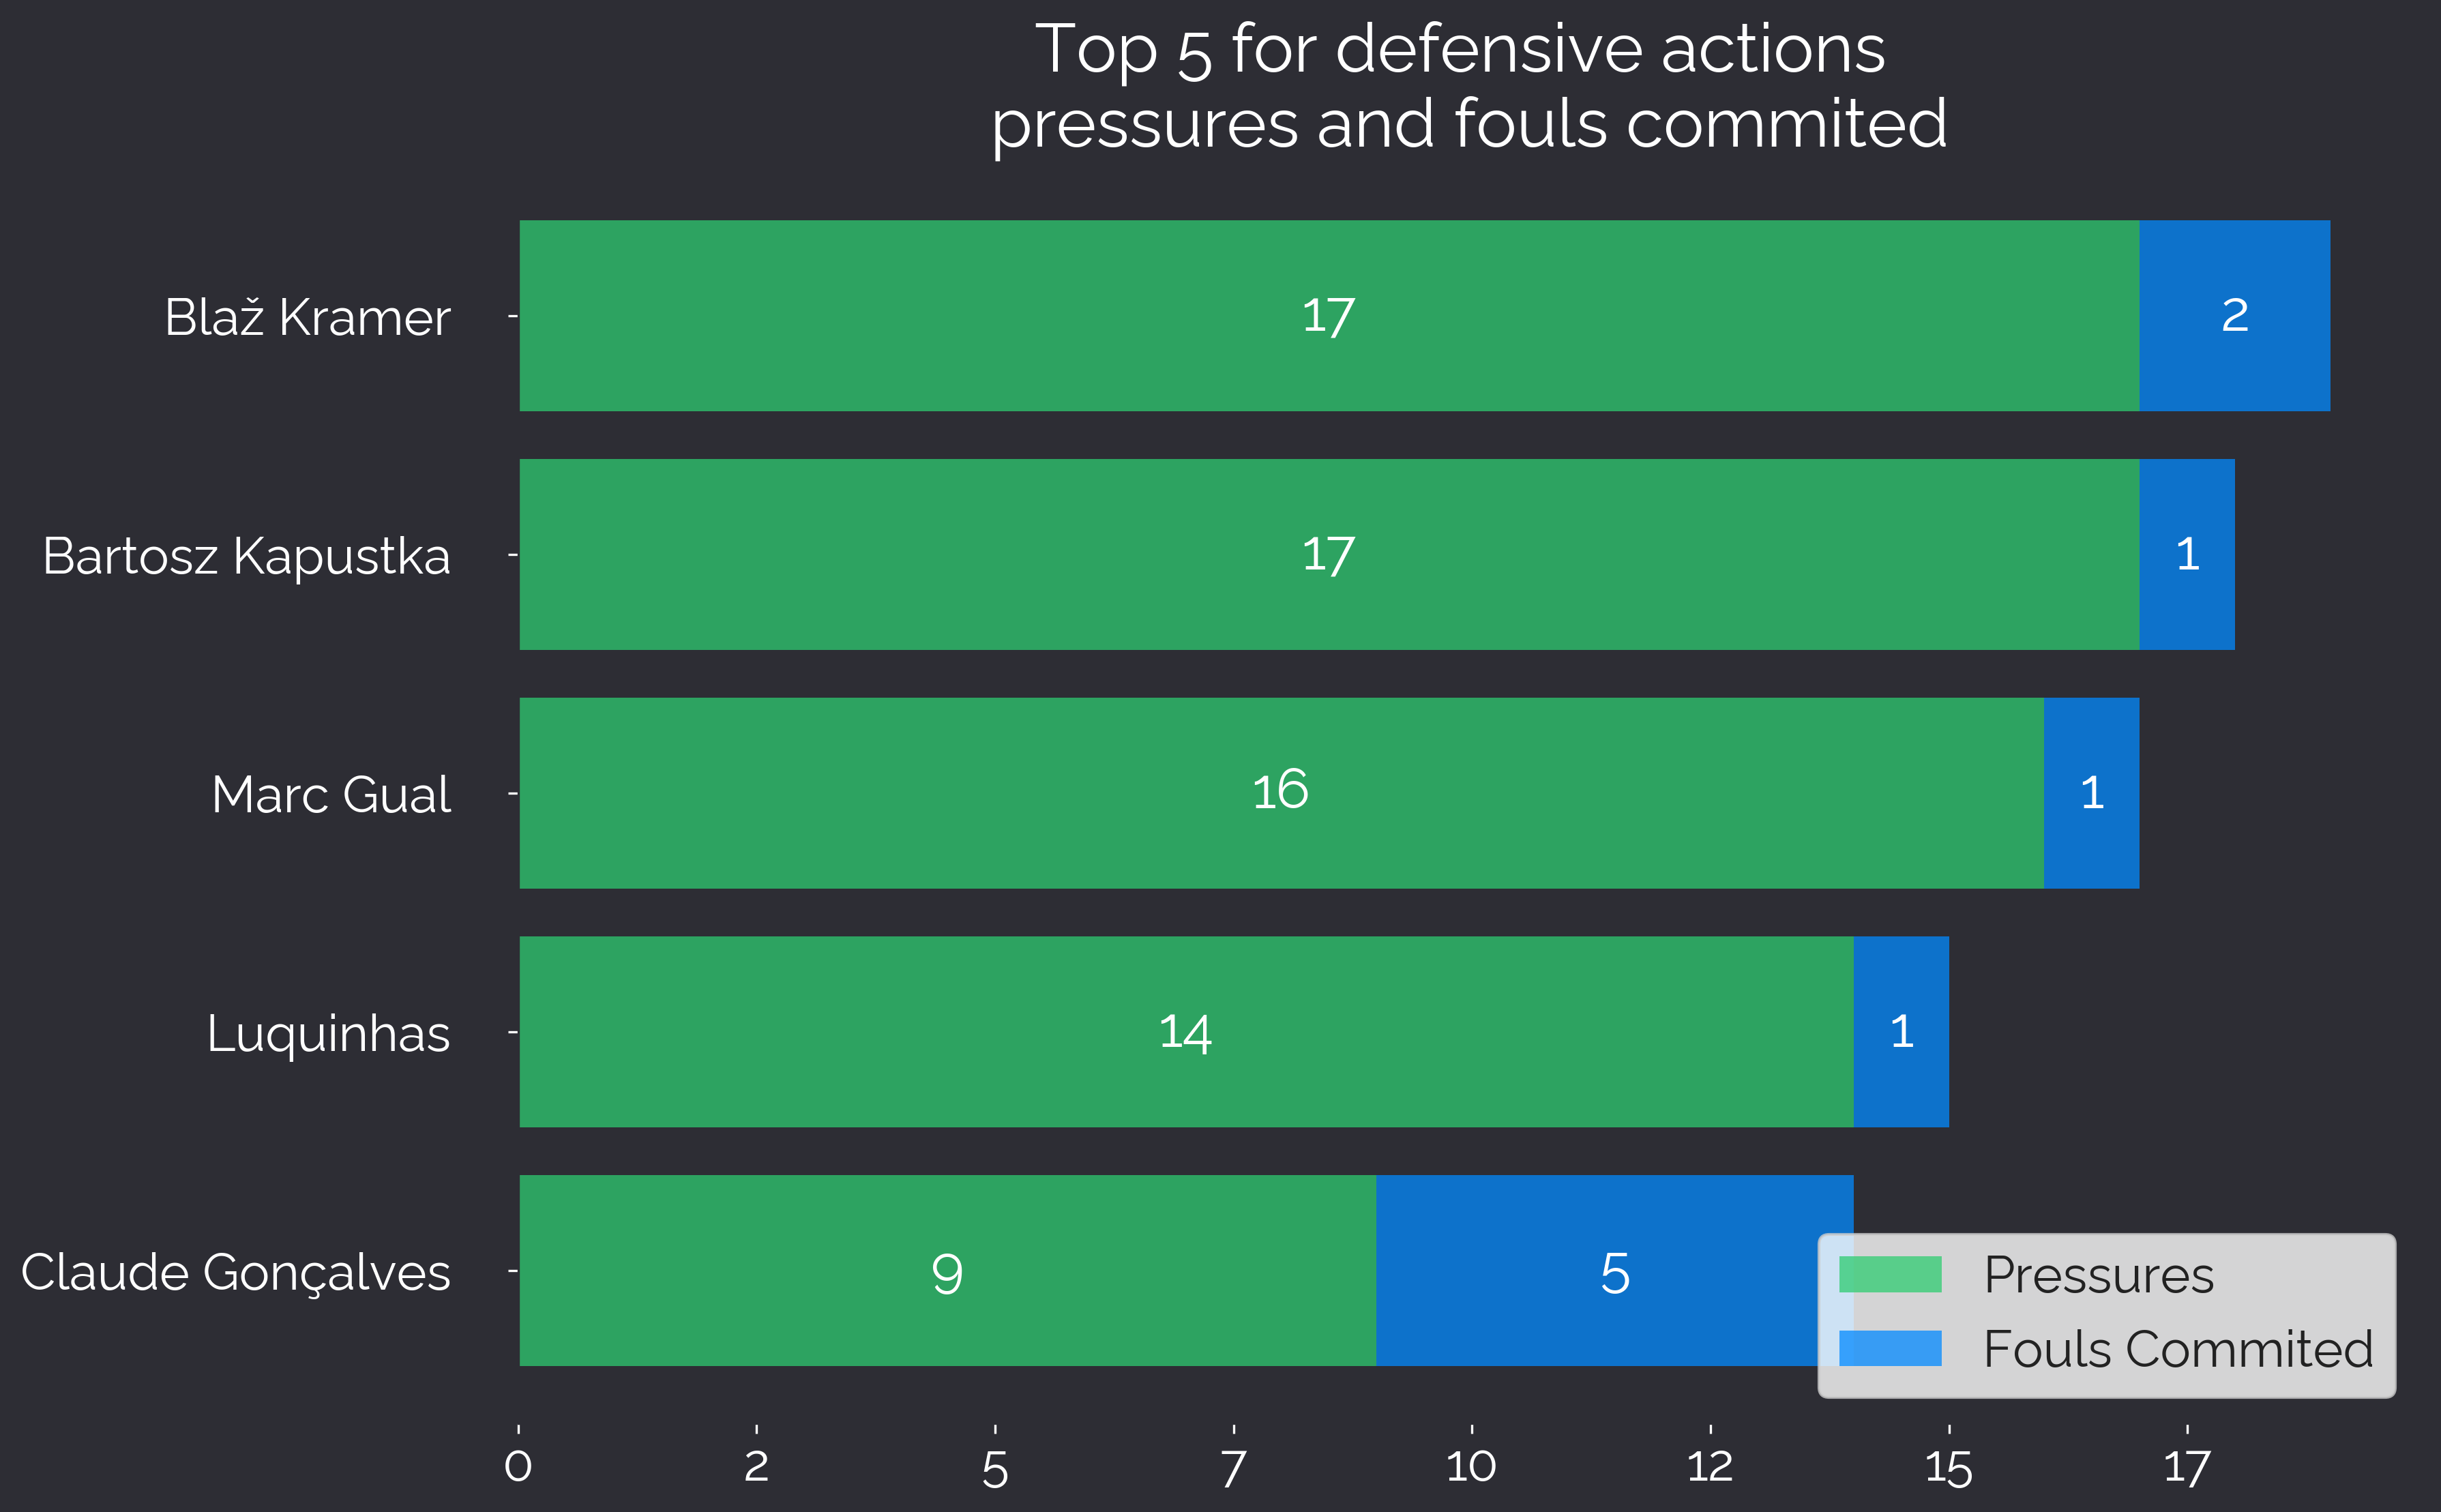 Top 5 for defensive actions
pressures and fouls commited
Blaž Kramer
17
2
Bartosz Kapustka
17
1
Marc Gual
16
1
Luquinhas
14
1
Claude Gonçalves
9
5
Pressures
Fouls Commited
0 2 5 7 10 12 15 17